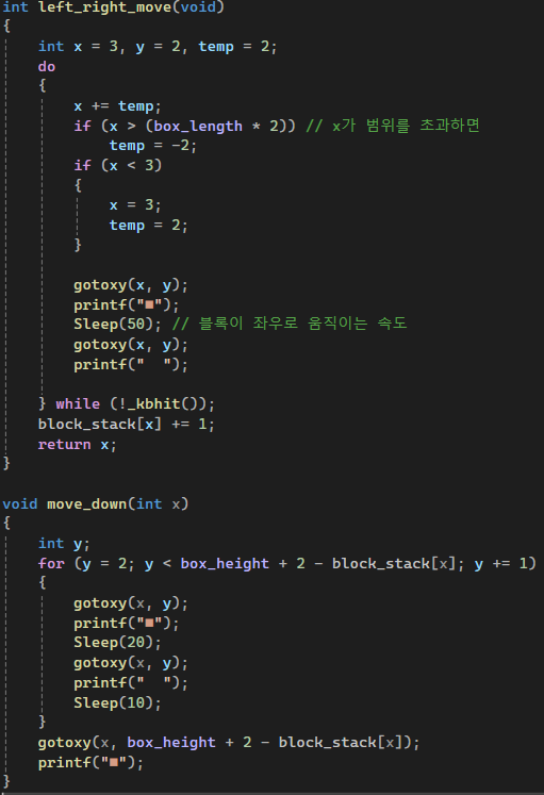 int left_right_move(void)
{
    int x = 3, y = 2, temp = 2;
    do
    {
        x += temp;
        if (x > (box_length * 2)) // x가 범위를 초과하면
            temp = -2;
        if (x < 3)
        {
            x = 3;
            temp = 2;
        }

        gotoxy(x, y);
        printf("■");
        Sleep(50); // 블록이 좌우로 움직이는 속도
        gotoxy(x, y);
        printf("  ");

    } while (!_kbhit());
    block_stack[x] += 1;
    return x;
}

void move_down(int x)
{
    int y;
    for (y = 2; y < box_height + 2 - block_stack[x]; y += 1)
    {
        gotoxy(x, y);
        printf("■");
        Sleep(20);
        gotoxy(x, y);
        printf("  ");
        Sleep(10);
    }
    gotoxy(x, box_height + 2 - block_stack[x]);
    printf("■");
}